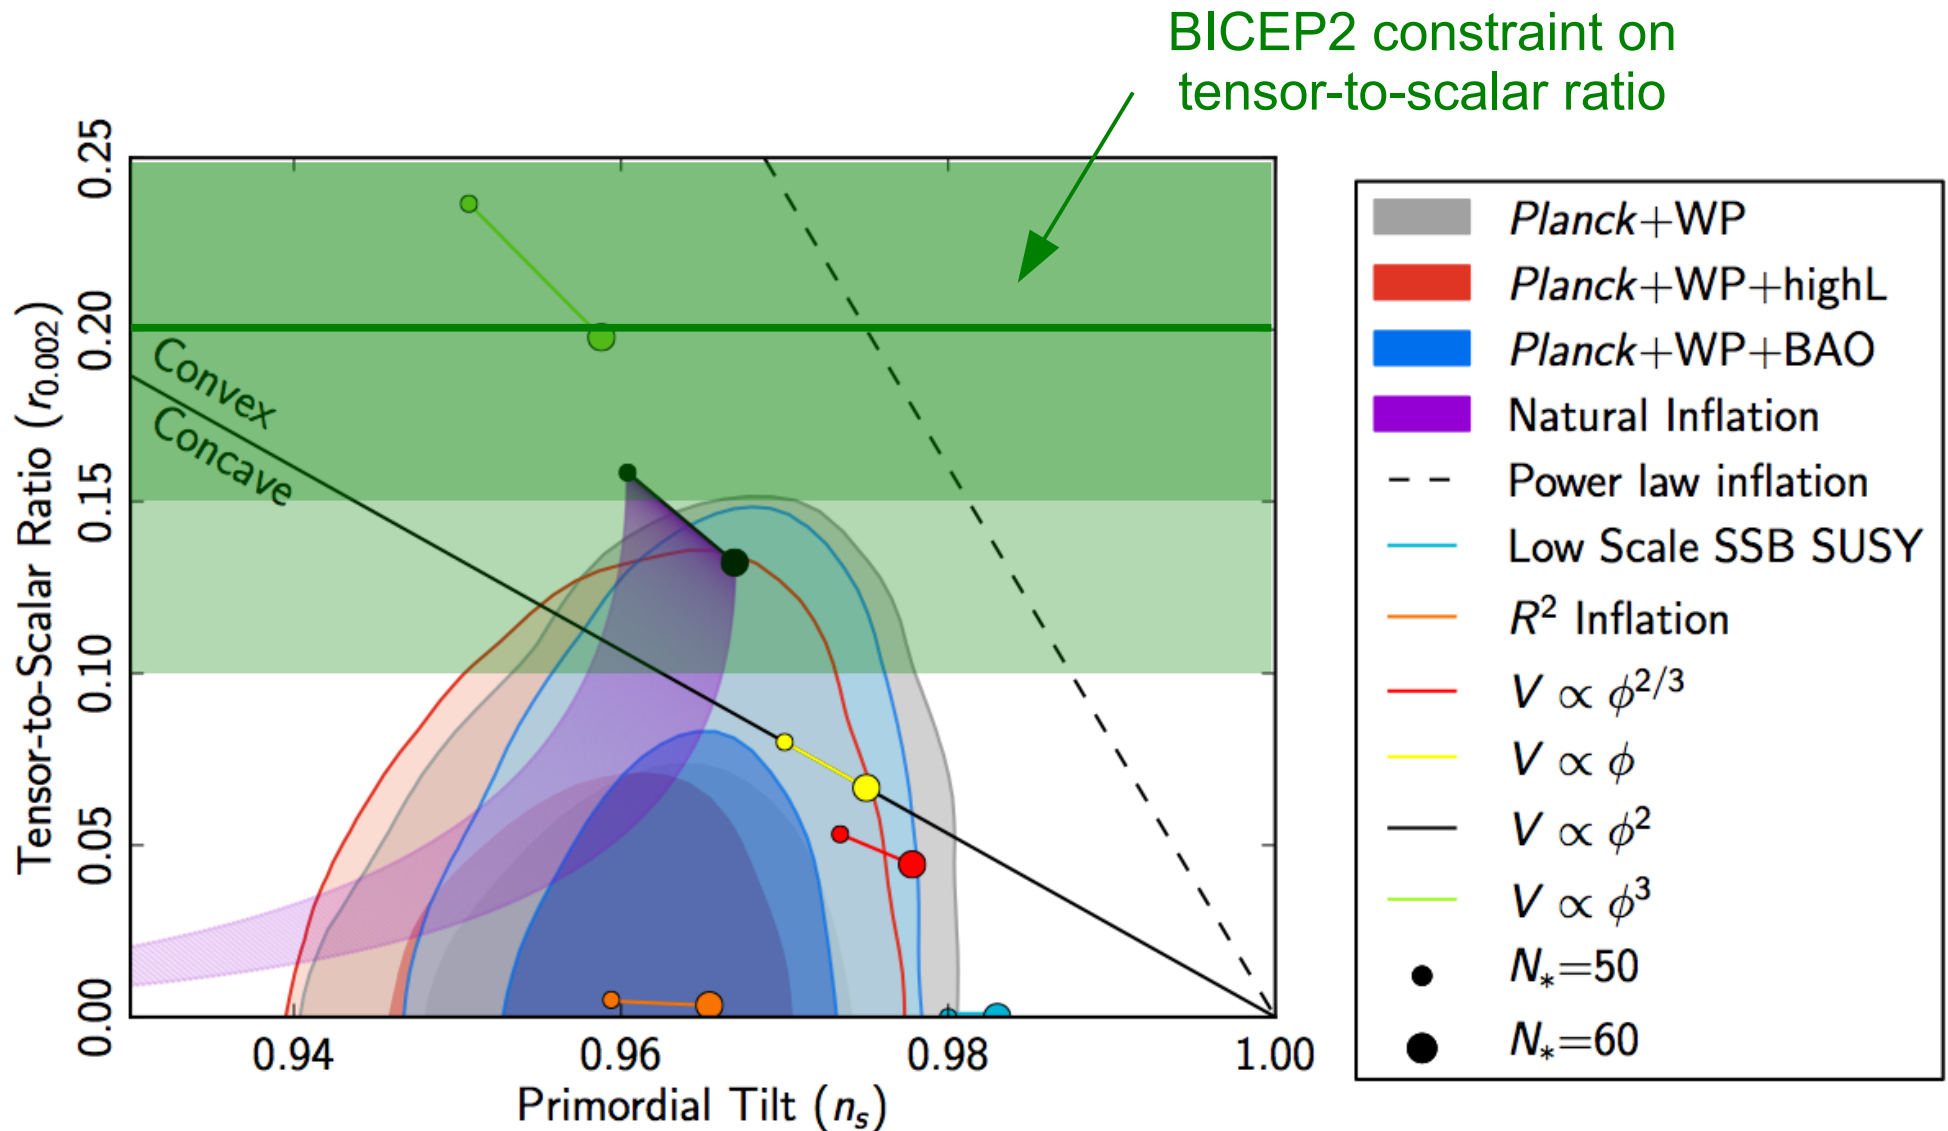 BICEP2 constraint on
tensor-to-scalar ratio
0.25
0.20
0.15
0.10
0.05
0.00
Tensor-to-Scalar Ratio (r0.002)
Convex
Concave
0.94
0.96
0.98
1.00
Primordial Tilt (ns)
Planck+WP
Planck+WP+highL
Planck+WP+BAO
Natural Inflation
Power law inflation
Low Scale SSB SUSY
R² Inflation
V ∝ ϕ^2/3
V ∝ ϕ
V ∝ ϕ²
V ∝ ϕ³
N*=50
N*=60